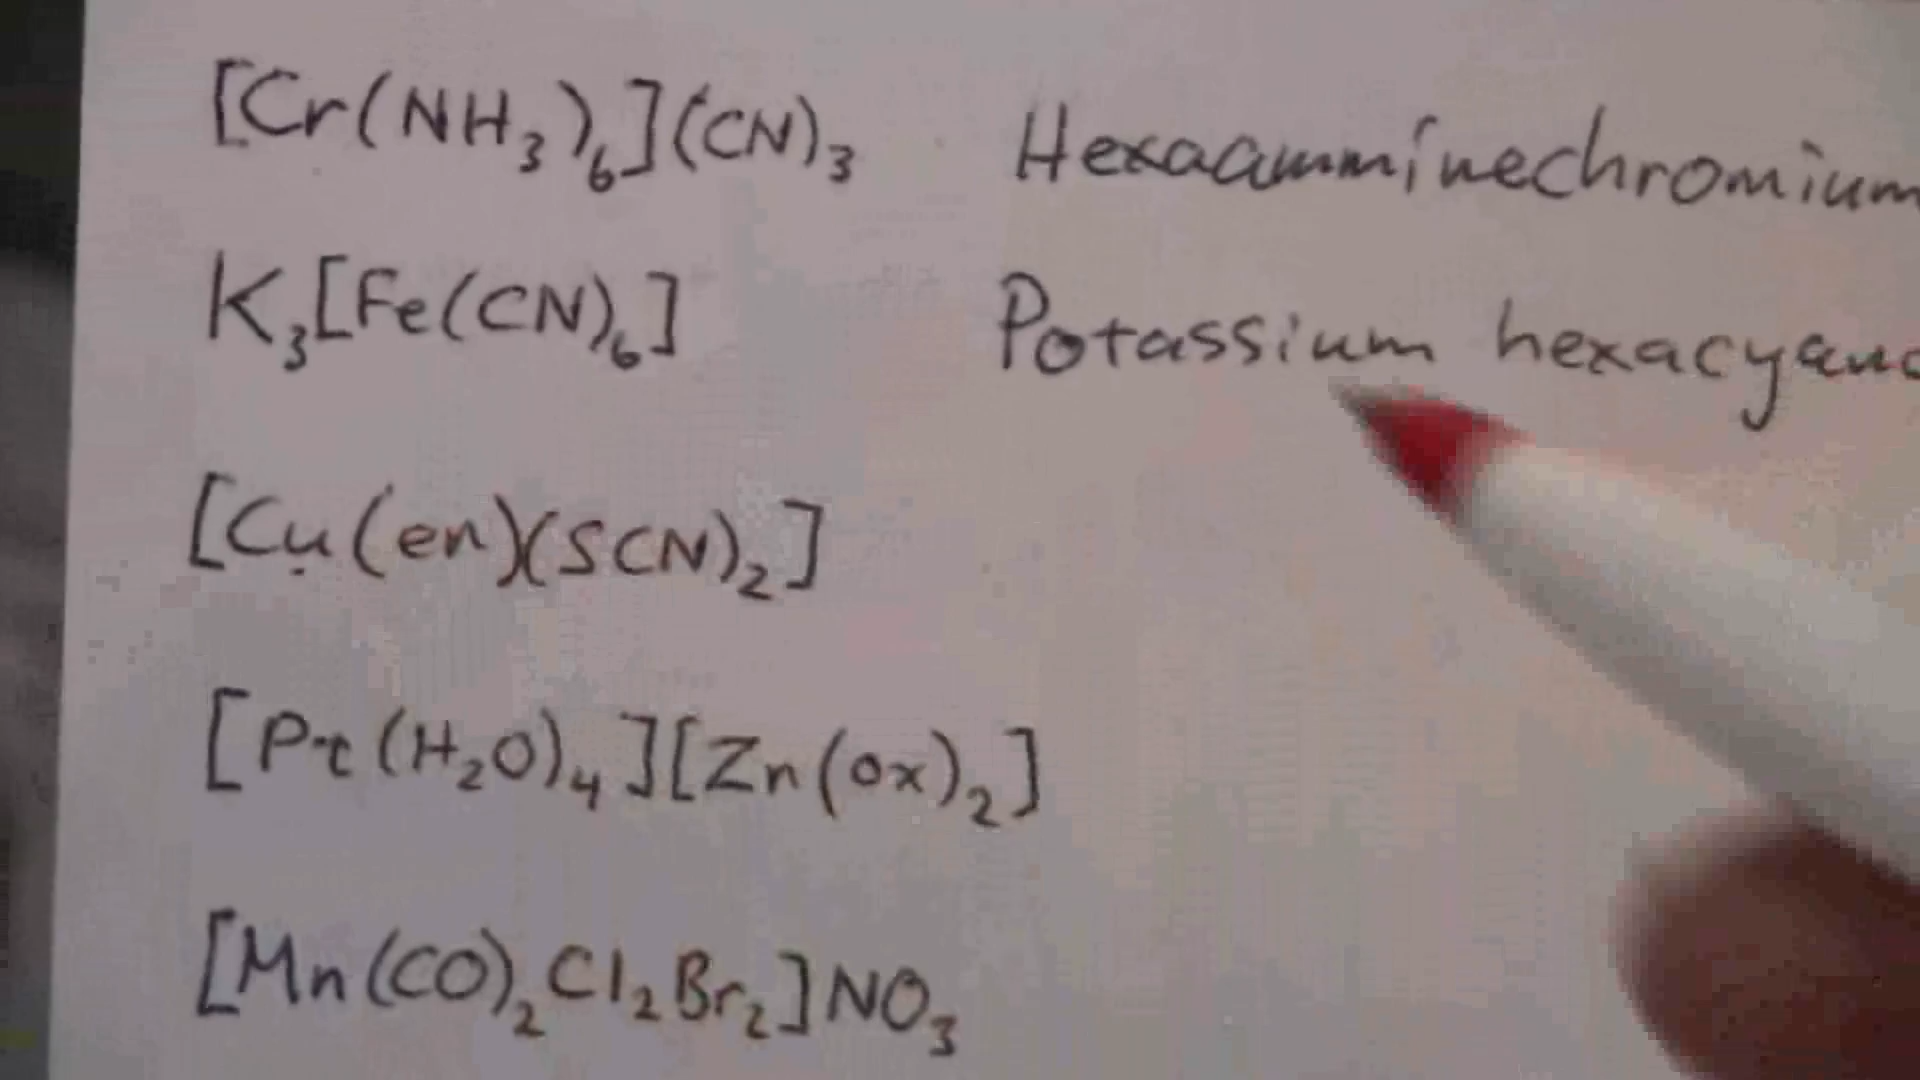 [Cr(NH₃)₆](CN)₃ Hexaamminechromium
K₃[Fe(CN)₆] Potassium hexacyano
[Cu(en)(SCN)₂]
[Pt(H₂O)₄][Zn(ox)₂]
[Mn(CO)₂Cl₂Br₂]NO₃